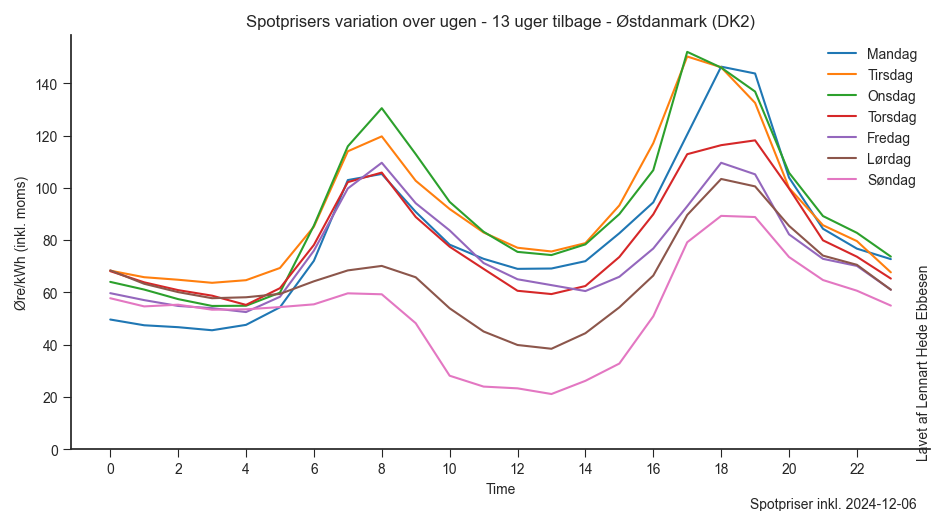 Spotprisers variation over ugen - 13 uger tilbage - Østdanmark (DK2)
Øre/kWh (inkl. moms)
140
120
100
80
60
40
20
0
0 2 4 6 8 10 12 14 16 18 20 22
Time
Mandag
Tirsdag
Onsdag
Torsdag
Fredag
Lørdag
Søndag
Lavet af Lennart Hede Ebbesen
Spotpriser inkl. 2024-12-06